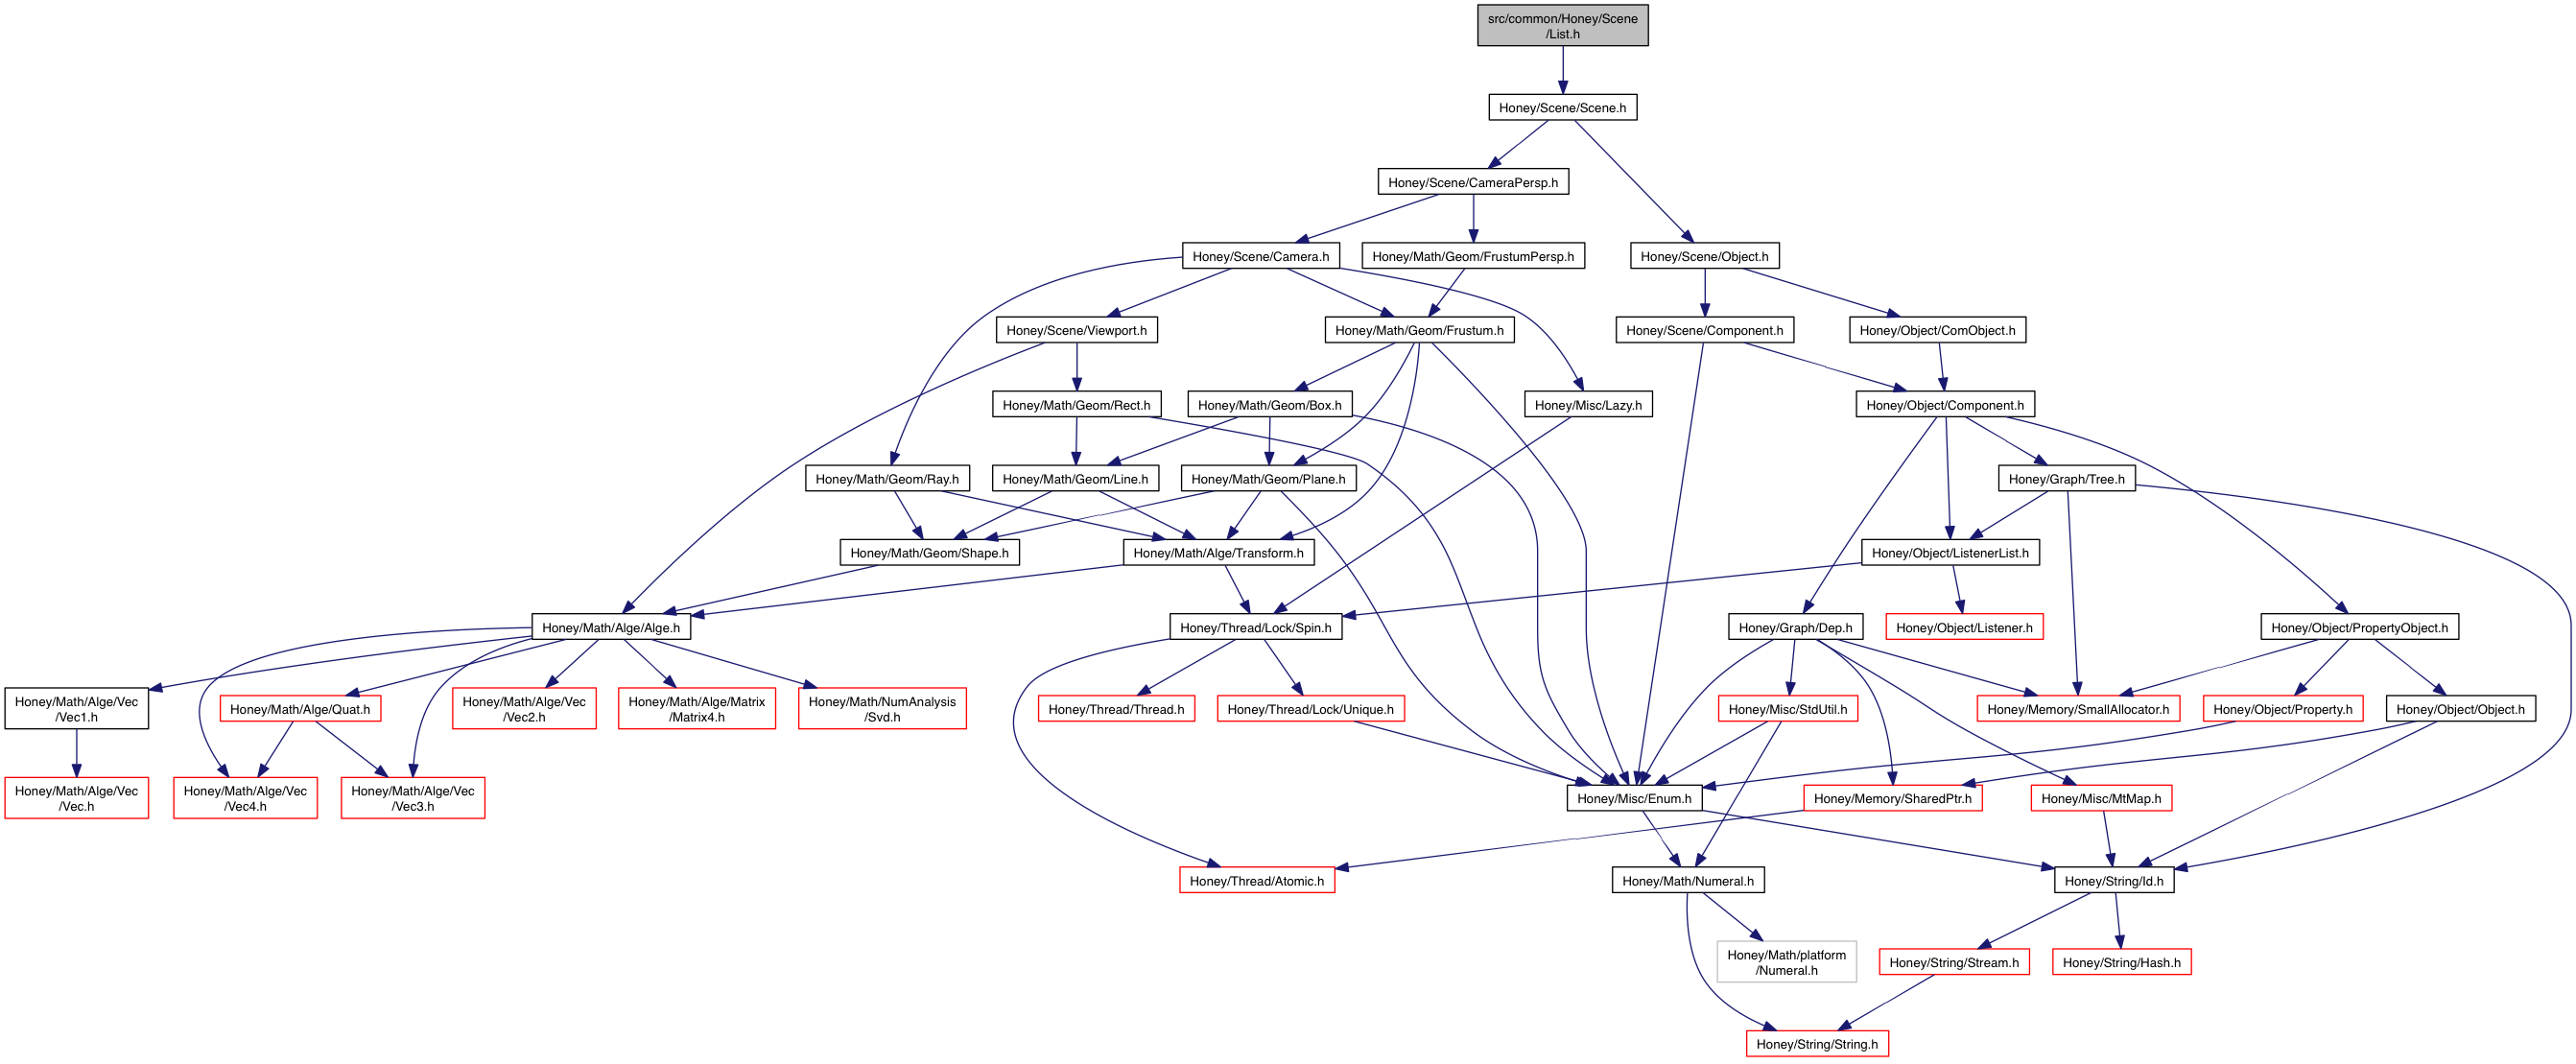 src/common/Honey/Scene
/List.h
Honey/Scene/Scene.h
Honey/Scene/CameraPersp.h
Honey/Scene/Camera.h
Honey/Math/Geom/FrustumPersp.h
Honey/Scene/Object.h
Honey/Scene/Viewport.h
Honey/Math/Geom/Frustum.h
Honey/Scene/Component.h
Honey/Object/ComObject.h
Honey/Math/Geom/Rect.h
Honey/Math/Geom/Box.h
Honey/Misc/Lazy.h
Honey/Object/Component.h
Honey/Math/Geom/Ray.h
Honey/Math/Geom/Line.h
Honey/Math/Geom/Plane.h
Honey/Graph/Tree.h
Honey/Math/Geom/Shape.h
Honey/Math/Alge/Transform.h
Honey/Object/ListenerList.h
Honey/Math/Alge/Alge.h
Honey/Thread/Lock/Spin.h
Honey/Graph/Dep.h
Honey/Object/Listener.h
Honey/Object/PropertyObject.h
Honey/Math/Alge/Vec
/Vec1.h
Honey/Math/Alge/Quat.h
Honey/Math/Alge/Vec
/Vec2.h
Honey/Math/Alge/Matrix
/Matrix4.h
Honey/Math/NumAnalysis
/Svd.h
Honey/Thread/Thread.h
Honey/Thread/Lock/Unique.h
Honey/Misc/StdUtil.h
Honey/Memory/SmallAllocator.h
Honey/Object/Property.h
Honey/Object/Object.h
Honey/Math/Alge/Vec
/Vec.h
Honey/Math/Alge/Vec
/Vec4.h
Honey/Math/Alge/Vec
/Vec3.h
Honey/Misc/Enum.h
Honey/Memory/SharedPtr.h
Honey/Misc/MtMap.h
Honey/Thread/Atomic.h
Honey/Math/Numeral.h
Honey/String/Id.h
Honey/Math/platform
/Numeral.h
Honey/String/Stream.h
Honey/String/Hash.h
Honey/String/String.h